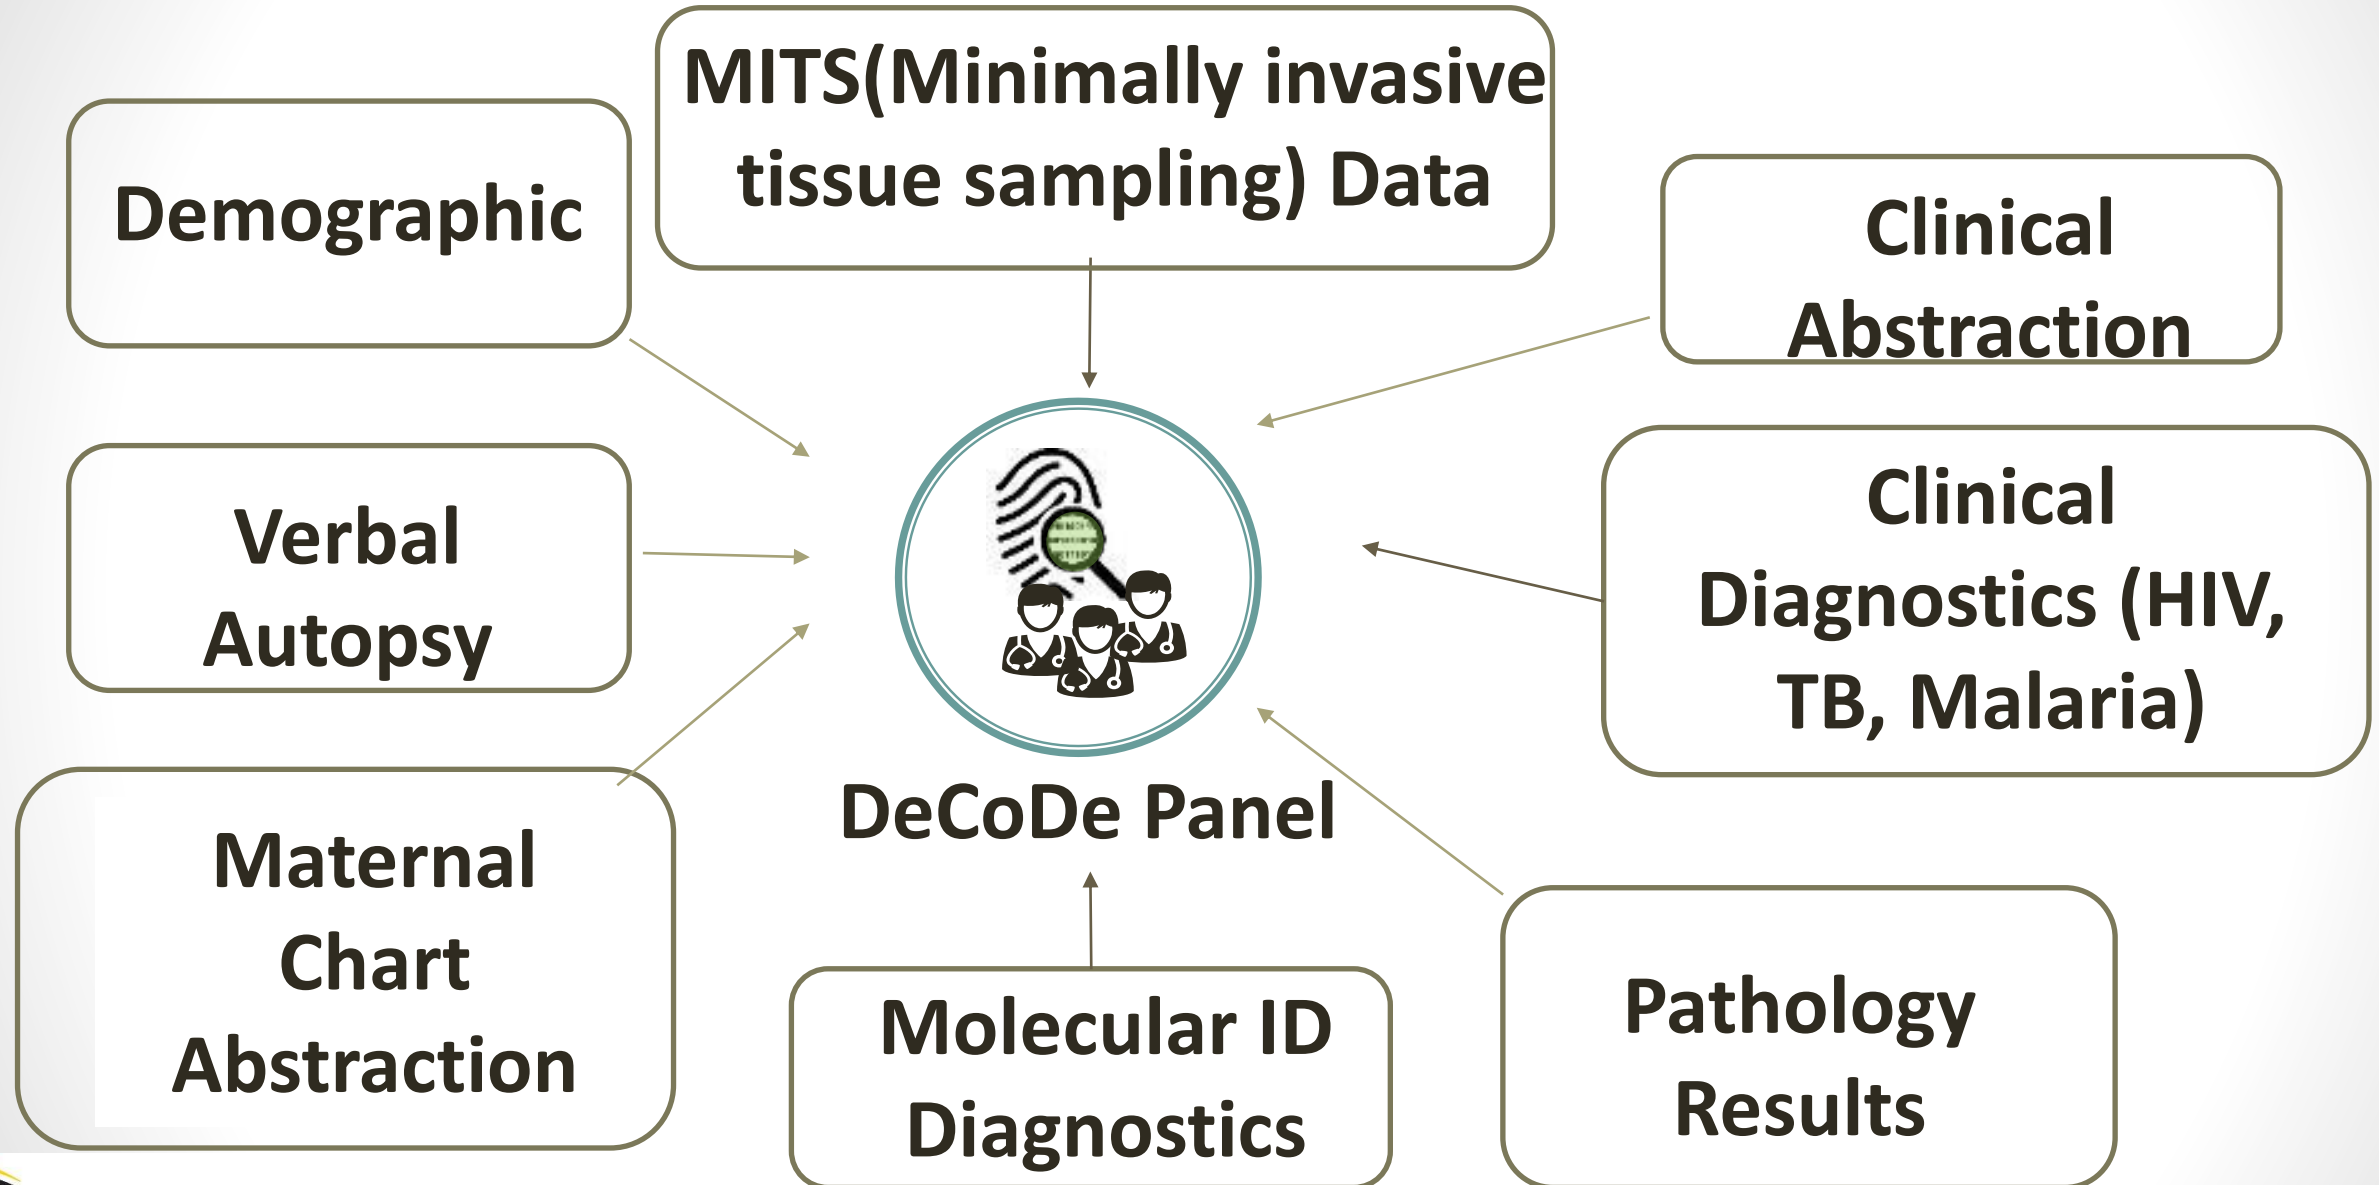 MITS(Minimally invasive
tissue sampling) Data
Demographic
Clinical
Abstraction
Verbal
Autopsy
Clinical
Diagnostics (HIV,
TB, Malaria)
DeCoDe Panel
Maternal
Chart
Abstraction
Molecular ID
Diagnostics
Pathology
Results